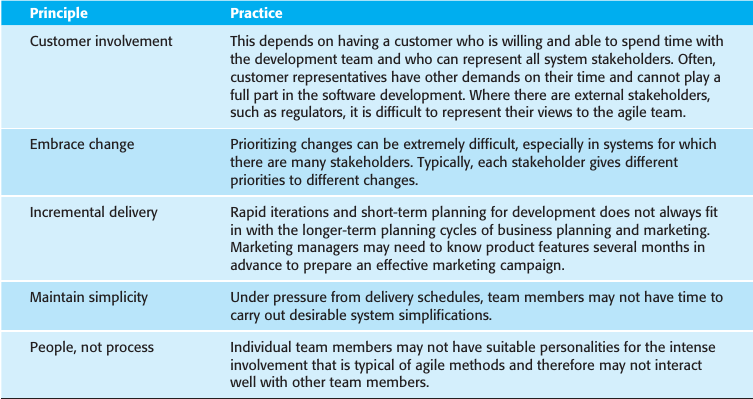 Principle Practice
Customer involvement This depends on having a customer who is willing and able to spend time with
the development team and who can represent all system stakeholders. Often,
customer representatives have other demands on their time and cannot play a
full part in the software development. Where there are external stakeholders,
such as regulators, it is difficult to represent their views to the agile team.
Embrace change Prioritizing changes can be extremely difficult, especially in systems for which
there are many stakeholders. Typically, each stakeholder gives different
priorities to different changes.
Incremental delivery Rapid iterations and short-term planning for development does not always fit
in with the longer-term planning cycles of business planning and marketing.
Marketing managers may need to know product features several months in
advance to prepare an effective marketing campaign.
Maintain simplicity Under pressure from delivery schedules, team members may not have time to
carry out desirable system simplifications.
People, not process Individual team members may not have suitable personalities for the intense
involvement that is typical of agile methods and therefore may not interact
well with other team members.